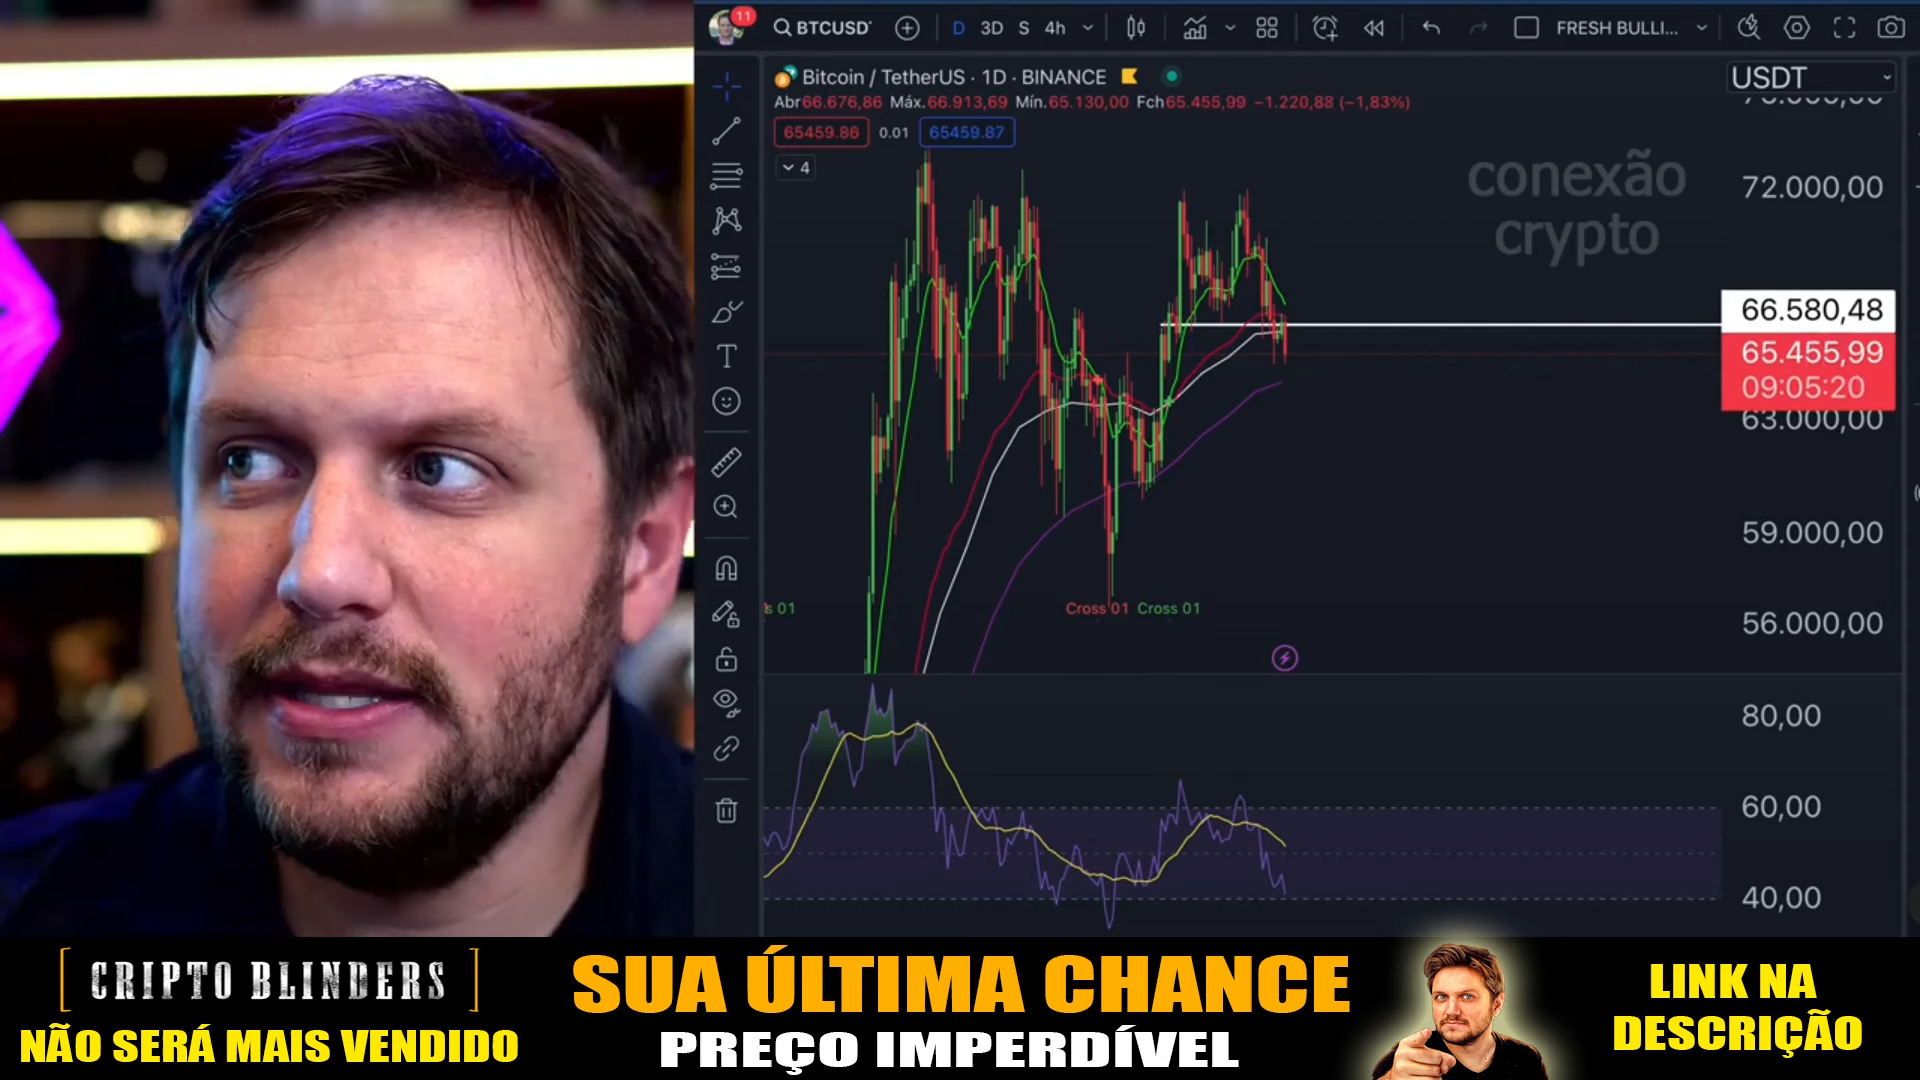 11
BTCUSDT
D 3D S 4h
FRESH BULLI...
Bitcoin / TetherUS · 1D · BINANCE
USDT
Abr66.676,86 Máx.66.913,69 Mín.65.130,00 Fch65.455,99 −1.220,88 (−1,83%)
65459.86 0.01 65459.87
4
conexão
crypto
72.000,00
66.580,48
65.455,99
09:05:20
63.000,00
59.000,00
s 01 Cross 01 Cross 01
56.000,00
80,00
60,00
40,00
[ CRIPTO BLINDERS ]
NÃO SERÁ MAIS VENDIDO
SUA ÚLTIMA CHANCE
PREÇO IMPERDÍVEL
LINK NA
DESCRIÇÃO